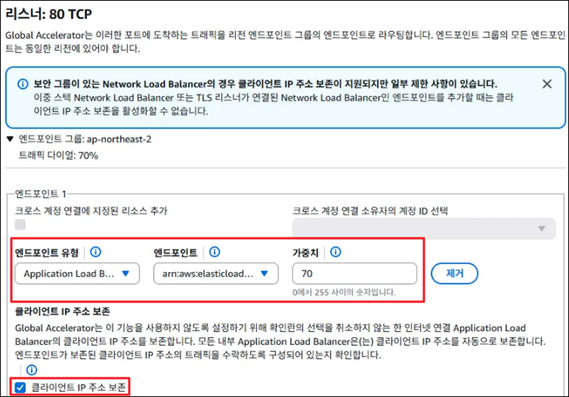 리스너: 80 TCP
Global Accelerator는 이러한 포트에 도착하는 트래픽을 리전 엔드포인트 그룹의 엔드포인트로 라우팅합니다. 엔드포인트 그룹의 모든 엔드포인
트는 동일한 리전에 있어야 합니다.
보안 그룹이 있는 Network Load Balancer의 경우 클라이언트 IP 주소 보존이 지원되지만 일부 제한 사항이 있습니다.
이중 스택 Network Load Balancer 또는 TLS 리스너가 연결된 Network Load Balancer인 엔드포인트를 추가할 때는 클라
이언트 IP 주소 보존을 활성화할 수 없습니다.
엔드포인트 그룹: ap-northeast-2
트래픽 다이얼: 70%
엔드포인트 1
크로스 계정 연결에 지정된 리소스 추가 크로스 계정 연결 소유자의 계정 ID 선택
엔드포인트 유형 엔드포인트 가중치
Application Load B... arn:aws:elasticload... 70 제거
0에서 255 사이의 숫자입니다.
클라이언트 IP 주소 보존
Global Accelerator는 이 기능을 사용하지 않도록 설정하기 위해 확인란의 선택을 취소하지 않는 한 인터넷 연결 Application Load
Balancer의 클라이언트 IP 주소를 보존합니다. 모든 내부 Application Load Balancer은(는) 클라이언트 IP 주소를 자동으로 보존합니다.
엔드포인트가 보존된 클라이언트 IP 주소의 트래픽을 수락하도록 구성되어 있는지 확인합니다.
클라이언트 IP 주소 보존